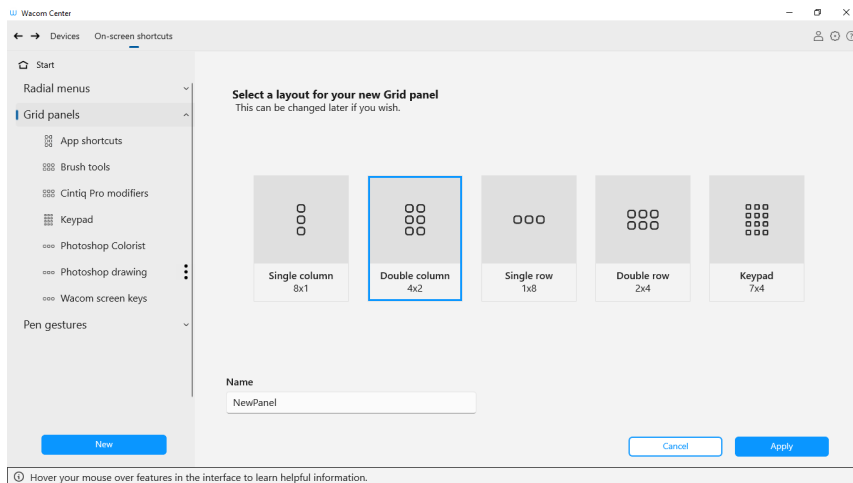 Wacom Center
Devices On-screen shortcuts
Start
Radial menus
Grid panels
App shortcuts
Brush tools
Cintiq Pro modifiers
Keypad
Photoshop Colorist
Photoshop drawing
Wacom screen keys
Pen gestures
New
Select a layout for your new Grid panel
This can be changed later if you wish.
Single column
8x1
Double column
4x2
Single row
1x8
Double row
2x4
Keypad
7x4
Name
NewPanel
Cancel Apply
Hover your mouse over features in the interface to learn helpful information.